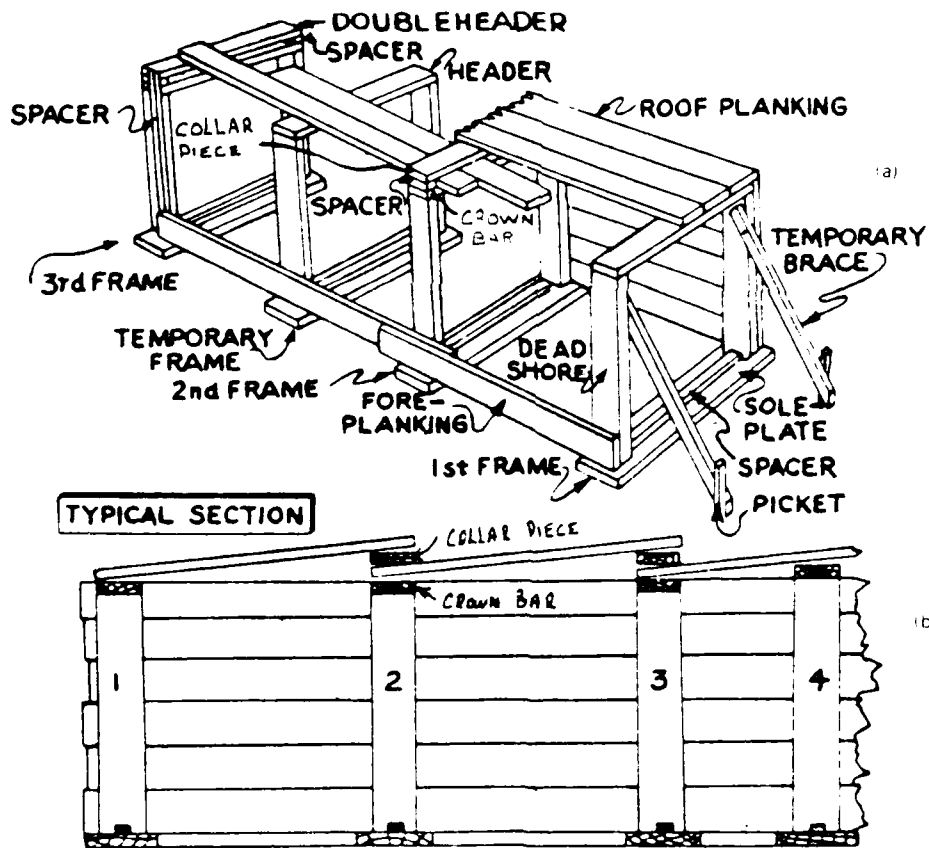 DOUBLEHEADER
SPACER
HEADER
SPACER
COLLAR
PIECE
ROOF PLANKING
(a)
SPACER
CROWN
BAR
TEMPORARY
BRACE
3rd FRAME
TEMPORARY
FRAME
2nd FRAME
DEAD
SHORE
FORE-
PLANKING
SOLE-
PLATE
1st FRAME
SPACER
PICKET
TYPICAL SECTION
COLLAR PIECE
CROWN BAR
(b
1
2
3
4